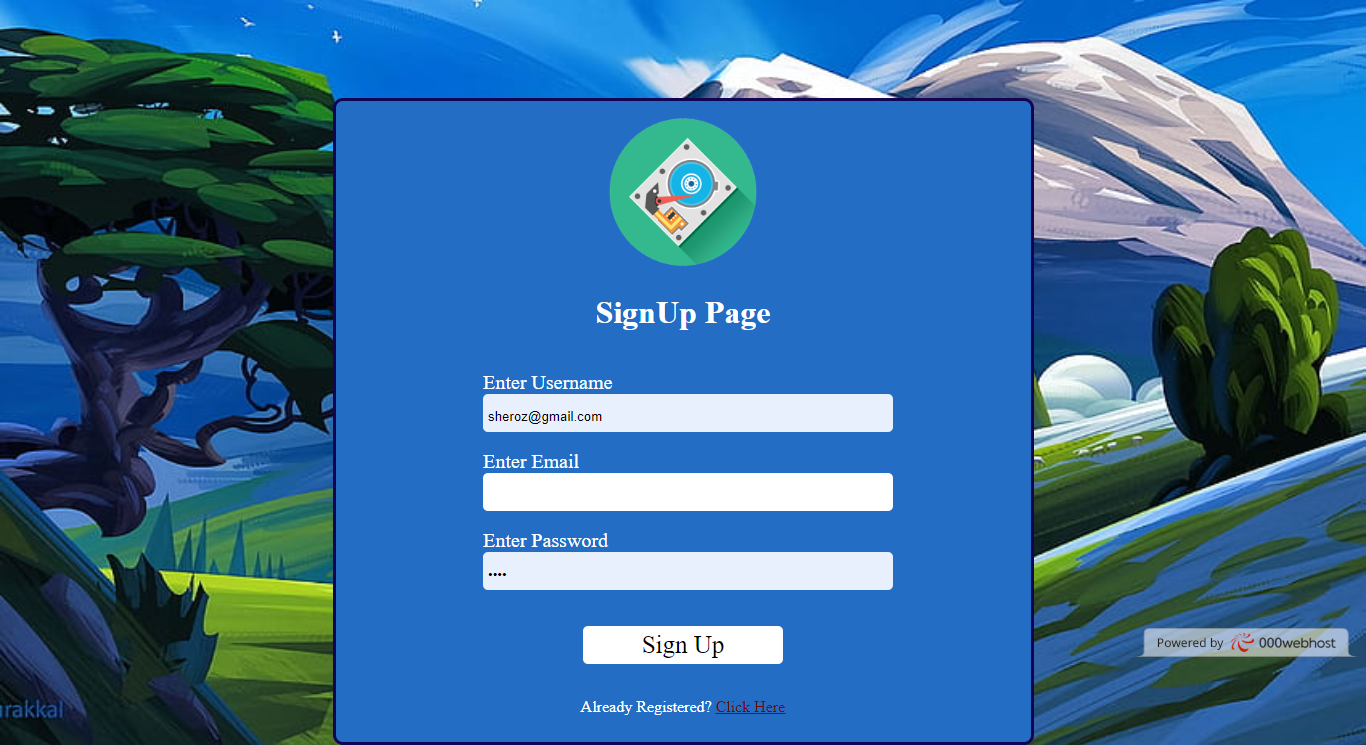 SignUp Page
Enter Username
sheroz@gmail.com
Enter Email
Enter Password
••••
Sign Up
Powered by 000webhost
Already Registered? Click Here